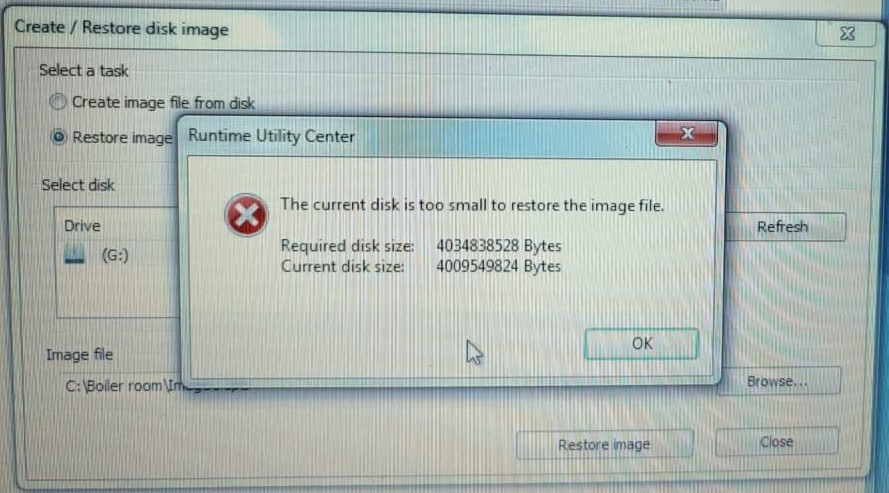 Create / Restore disk image
Select a task
Create image file from disk
Restore image
Runtime Utility Center
Select disk
The current disk is too small to restore the image file.
Drive
Refresh
Required disk size: 4034838528 Bytes
(G:)
Current disk size: 4009549824 Bytes
OK
Image file
C:\Boiler room\
Browse...
Restore image
Close